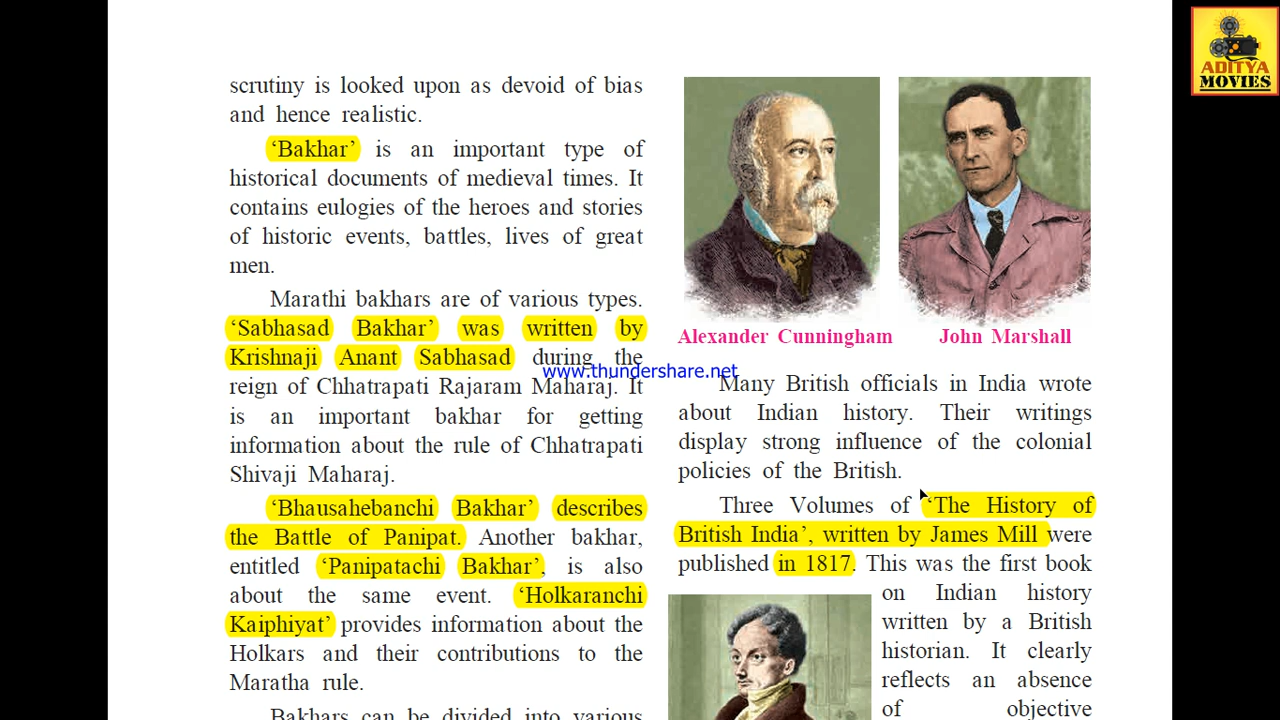 scrutiny is looked upon as devoid of bias
and hence realistic.
‘Bakhar’ is an important type of
historical documents of medieval times. It
contains eulogies of the heroes and stories
of historic events, battles, lives of great
men.
Marathi bakhars are of various types.
‘Sabhasad Bakhar’ was written by
Krishnaji Anant Sabhasad during the
reign of Chhatrapati Rajaram Maharaj. It
is an important bakhar for getting
information about the rule of Chhatrapati
Shivaji Maharaj.
‘Bhausahebanchi Bakhar’ describes
the Battle of Panipat. Another bakhar,
entitled ‘Panipatachi Bakhar’, is also
about the same event. ‘Holkaranchi
Kaiphiyat’ provides information about the
Holkars and their contributions to the
Maratha rule.
Bakhars can be divided into various
Alexander Cunningham
John Marshall
www.thundershare.net
Many British officials in India wrote
about Indian history. Their writings
display strong influence of the colonial
policies of the British.
Three Volumes of ‘The History of
British India’, written by James Mill were
published in 1817. This was the first book
on Indian history
written by a British
historian. It clearly
reflects an absence
of objective
ADITYA
MOVIES